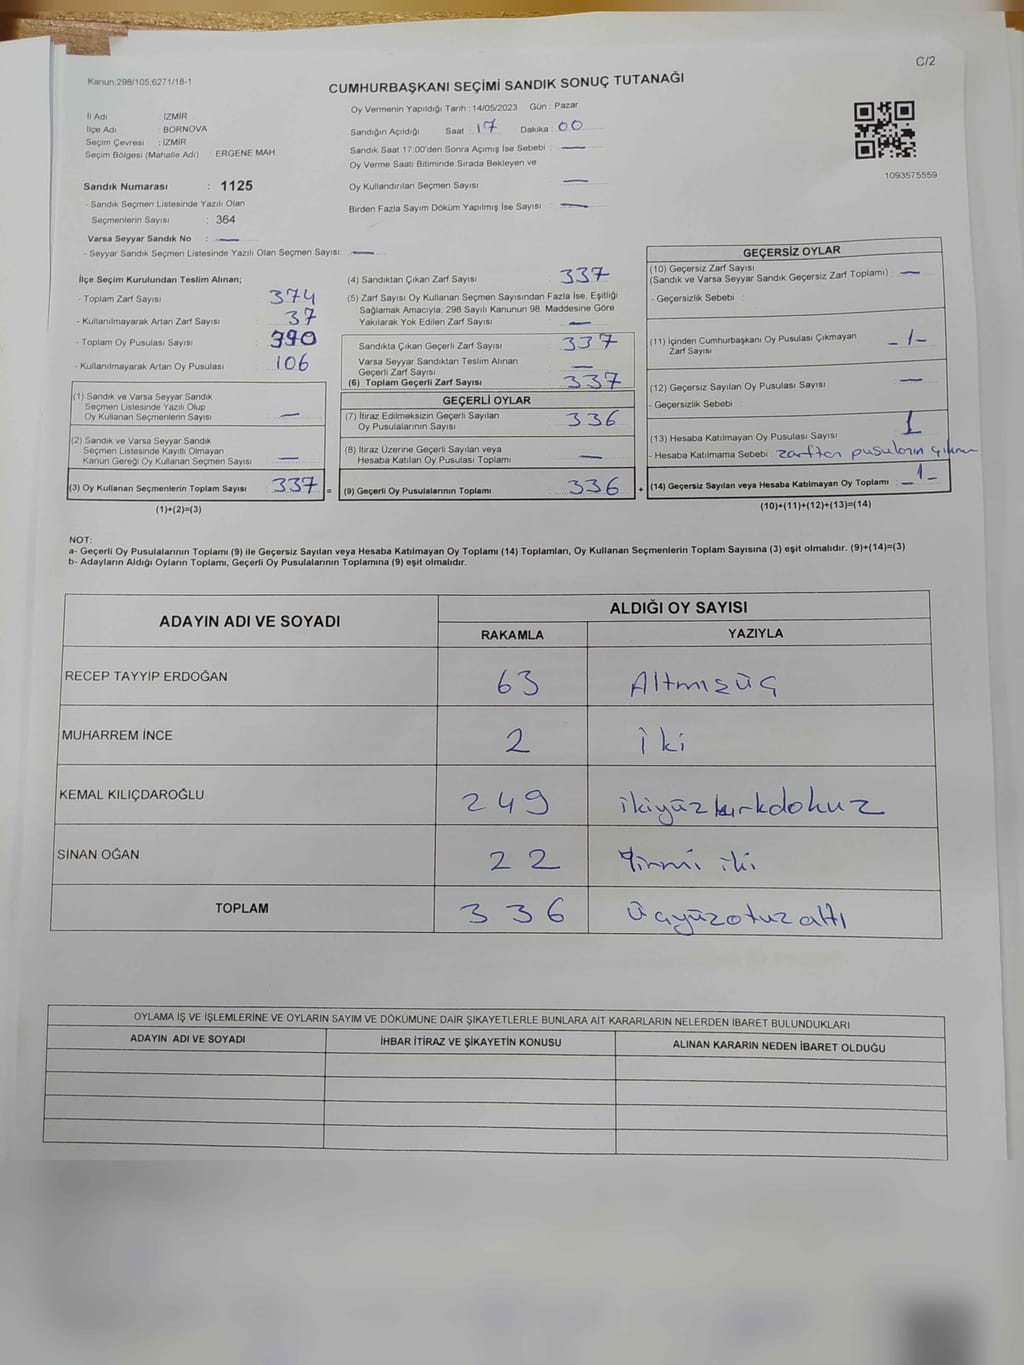 C/2
Kanun,298/105;6271/18-1
CUMHURBAŞKANI SEÇİMİ SANDIK SONUÇ TUTANAĞI
İl Adı : İZMİR
İlçe Adı : BORNOVA
Seçim Çevresi : İZMİR
Seçim Bölgesi (Mahalle Adı) : ERGENE MAH.
Sandık Numarası : 1125
- Sandık Seçmen Listesinde Yazılı Olan
Seçmenlerin Sayısı : 364
Varsa Seyyar Sandık No : —
- Seyyar Sandık Seçmen Listesinde Yazılı Olan Seçmen Sayısı: —
Oy Vermenin Yapıldığı Tarih : 14/05/2023 Gün : Pazar
Sandığın Açıldığı Saat 17 Dakika : 00
Sandık Saat 17:00'den Sonra Açımış İse Sebebi : —
Oy Verme Saati Bitiminde Sırada Bekleyen ve
Oy Kullandırılan Seçmen Sayısı : —
Birden Fazla Sayım Döküm Yapılmış İse Sayısı : —
1093575559
İlçe Seçim Kurulundan Teslim Alınan;
- Toplam Zarf Sayısı : 374
- Kullanılmayarak Artan Zarf Sayısı : 37
- Toplam Oy Pusulası Sayısı : 390
- Kullanılmayarak Artan Oy Pusulası : 106
(1) Sandık ve Varsa Seyyar Sandık
Seçmen Listesinde Yazılı Olup
Oy Kullanan Seçmenlerin Sayısı : —
(2) Sandık ve Varsa Seyyar Sandık
Seçmen Listesinde Kayıtlı Olmayan
Kanun Gereği Oy Kullanan Seçmen Sayısı : —
(3) Oy Kullanan Seçmenlerin Toplam Sayısı : 337 =
(1)+(2)=(3)
(4) Sandıktan Çıkan Zarf Sayısı : 337
(5) Zarf Sayısı Oy Kullanan Seçmen Sayısından Fazla İse, Eşitliği
Sağlamak Amacıyla; 298 Sayılı Kanunun 98. Maddesine Göre
Yakılarak Yok Edilen Zarf Sayısı : —
Sandıkta Çıkan Geçerli Zarf Sayısı : 337
Varsa Seyyar Sandıktan Teslim Alınan
Geçerli Zarf Sayısı : —
(6) Toplam Geçerli Zarf Sayısı : 337
GEÇERLİ OYLAR
(7) İtiraz Edilmeksizin Geçerli Sayılan
Oy Pusulalarının Sayısı : 336
(8) İtiraz Üzerine Geçerli Sayılan veya
Hesaba Katılan Oy Pusulası Toplamı : —
(9) Geçerli Oy Pusulalarının Toplamı : 336 +
GEÇERSİZ OYLAR
(10) Geçersiz Zarf Sayısı
(Sandık ve Varsa Seyyar Sandık Geçersiz Zarf Toplamı) : —
- Geçersizlik Sebebi :
(11) İçinden Cumhurbaşkanı Oy Pusulası Çıkmayan
Zarf Sayısı : -1-
(12) Geçersiz Sayılan Oy Pusulası Sayısı : —
- Geçersizlik Sebebi :
(13) Hesaba Katılmayan Oy Pusulası Sayısı : 1
- Hesaba Katılmama Sebebi : zarftan
(14) Geçersiz Sayılan veya Hesaba Katılmayan Oy Toplamı : -1-
(10)+(11)+(12)+(13)=(14)
NOT:
a- Geçerli Oy Pusulalarının Toplamı (9) ile Geçersiz Sayılan veya Hesaba Katılmayan Oy Toplamı (14) Toplamları, Oy Kullanan Seçmenlerin Toplam Sayısına (3) eşit olmalıdır. (9)+(14)=(3)
b- Adayların Aldığı Oyların Toplamı, Geçerli Oy Pusulalarının Toplamına (9) eşit olmalıdır.
ADAYIN ADI VE SOYADI ALDIĞI OY SAYISI
RAKAMLA YAZIYLA
RECEP TAYYİP ERDOĞAN 63 Altmışüç
MUHARREM İNCE 2 İki
KEMAL KILIÇDAROĞLU 249 ikiyüzkırkdokuz
SİNAN OĞAN 22 Yirmi iki
TOPLAM 336 Üçyüzotuz altı
OYLAMA İŞ VE İŞLEMLERİNE VE OYLARIN SAYIM VE DÖKÜMÜNE DAİR ŞİKAYETLERLE BUNLARA AİT KARARLARIN NELERDEN İBARET BULUNDUKLARI
ADAYIN ADI VE SOYADI İHBAR İTİRAZ VE ŞİKAYETİN KONUSU ALINAN KARARIN NEDEN İBARET OLDUĞU